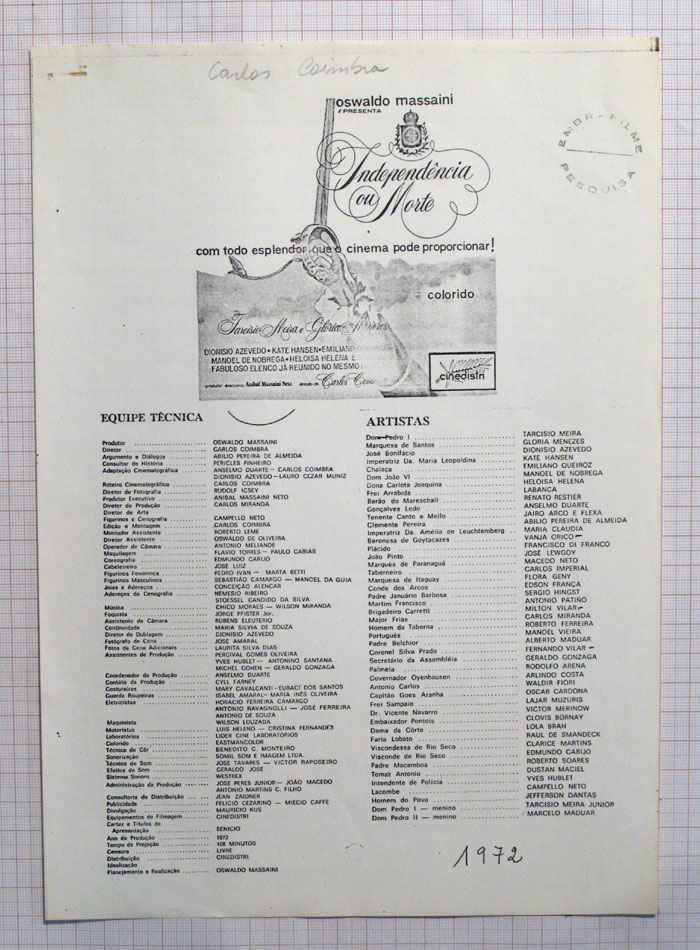 Carlos Coimbra
oswaldo massaini
APRESENTA
EMBRAFILME
PESQUISA
Independência
ou Morte
com todo esplendor que o cinema pode proporcionar!
colorido
Tarcísio Meira e Glória Menezes
DIONISIO AZEVEDO • KATE HANSEN • EMILIANO
MANOEL DE NOBREGA • HELOISA HELENA E
FABULOSO ELENCO JÁ REUNIDO NO MESMO
produtor executivo Anibal Massaini Neto direção de Carlos
cinedistri
EQUIPE TÉCNICA
Produtor OSWALDO MASSAINI
Diretor CARLOS COIMBRA
Argumento e Diálogos ABILIO PEREIRA DE ALMEIDA
Consultor de História PERICLES PINHEIRO
Adaptação Cinematográfica ANSELMO DUARTE – CARLOS COIMBRA
DIONISIO AZEVEDO – LAURO CEZAR MUNIZ
Roteiro Cinematográfico CARLOS COIMBRA
Diretor de Fotografia RUDOLF ICSEY
Produtor Executivo ANIBAL MASSAINI NETO
Diretor de Produção CARLOS MIRANDA
Diretor de Arte
Figurinos e Cenografia CAMPELLO NETO
Edição e Montagem CARLOS COIMBRA
Montador Assistente ROBERTO LEME
Diretor Assistente OSWALDO DE OLIVEIRA
Operador de Câmara ANTONIO MELIANDE
Maquilagem FLAVIO TORRES – PAULO CARIAS
Coreografia EDMUNDO CARIJO
Cabeleireiro JOSE LUIZ
Figurinos Femininos PEDRO IVAN – MARTA BETTI
Figurinos Masculinos SEBASTIÃO CAMARGO – MANOEL DA GUIA
Joias e Adereços CONCEIÇÃO ALENCAR
Adereços de Cenografia NEMESIO RIBEIRO
STOESSEL CANDIDO DA SILVA
Música CHICO MORAES – WILSON MIRANDA
Foquista JORGE PFISTER Jor.
Assistente de Câmara RUBENS ELEUTERIO
Continuidade MARIA SILVIA DE SOUZA
Diretor de Dublagem DIONISIO AZEVEDO
Fotógrafo de Cena JOSÉ AMARAL
Fotos de Cena Adicionais LAURITA SILVA DIAS
Assistentes de Produção PERCIVAL GOMES OLIVEIRA
YVES HUBLET – ANTONINO SANTANA
MICHEL COHEN – GERALDO GONZAGA
Coordenador da Produção ANSELMO DUARTE
Contato da Produção CYLL FARNEY
Costureiras MARY CAVALCANTI - EURACI DOS SANTOS
Guarda Roupeiras ISABEL AMARAL – MARIA INÊS OLIVEIRA
Eletricistas HORACIO FERREIRA CAMARGO
ANTONIO RAVAGNOLLI – JOSE FERREIRA
ANTONIO DE SOUZA
Maquinista WILSON LOUZADA
Motoristas LUIS HELENO – CRISTINA FERNANDES
Laboratórios LIDER CINE LABORATORIOS
Colorido EASTMANCOLOR
Técnico de Côr BENEDITO C. MONTEIRO
Sonorização SOMIL SOM E IMAGEM LTDA.
Técnico de Som JOSE TAVARES – VICTOR RAPOSEIRO
Efeitos de Som GERALDO JOSE
Sistema Sonoro WESTREX
Administração da Produção JOSE PERES JUNIOR – JOÃO MACEDO
ANTONIO MARTINS C. FILHO
Consultoria da Distribuição JEAN ZAIDNER
Publicidade FELICIO CEZARINO – MIECIO CAFFÉ
Divulgação MAURICIO KUS
Equipamentos de Filmagem CINEDISTRI
Cartaz e Títulos de
Apresentação BENICIO
Ano de Produção 1972
Tempo de Projeção 108 MINUTOS
Censura LIVRE
Distribuição CINEDISTRI
Idealização
Planejamento e Realização OSWALDO MASSAINI
ARTISTAS
Dom Pedro I TARCISIO MEIRA
Marquesa de Santos GLORIA MENEZES
José Bonifácio DIONISIO AZEVEDO
Imperatriz Da. Maria Leopoldina KATE HANSEN
Chalaça EMILIANO QUEIROZ
Dom João VI MANOEL DE NOBREGA
Dona Carlota Joaquina HELOISA HELENA
Frei Arrabida LABANCA
Barão de Mareschall RENATO RESTIER
Gonçalves Ledo ANSELMO DUARTE
Tenente Canto e Mello JAIRO ARCO E FLEXA
Clemente Pereira ABILIO PEREIRA DE ALMEIDA
Imperatriz Da. Amélia de Leuchtemberg MARIA CLAUDIA
Baronesa de Goytacazes VANJA ORICO
Plácido FRANCISCO DI FRANCO
João Pinto JOSÉ LEWGOY
Marquês de Paranaguá MACEDO NETO
Taberneiro CARLOS IMPERIAL
Marquesa de Itaguay FLORA GENY
Conde dos Arcos EDSON FRANÇA
Padre Januário Barbosa SERGIO HINGST
Martim Francisco ANTONIO PATIÑO
Brigadeiro Carretti MILTON VILAR
Major Frias CARLOS MIRANDA
Homem da Taberna ROBERTO FERREIRA
Português MANOEL VIEIRA
Padre Belchior ALBERTO MADUAR
Coronel Silva Prado FERNANDO VILAR
Secretário da Assembléia GERALDO GONZAGA
Palmela RODOLFO ARENA
Governador Oyenhausen ARLINDO COSTA
Antonio Carlos WALDIR FIORI
Capitão Goes Aranha OSCAR CARDONA
Frei Sampaio LAJAR MUZURIS
Dr. Vicente Navarro VICTOR MERINOW
Embaixador Pontois CLOVIS BORNAY
Dama da Côrte LOLA BRAH
Faria Lobato RAUL DE SMANDECK
Viscondessa de Rio Seco CLARICE MARTINS
Visconde de Rio Seco EDMUNDO CARIJO
Padre Macamboa ROBERTO SOARES
Tomaz Antonio DUSTAN MACIEL
Intendente de Polícia YVES HUBLET
Lacombe CAMPELLO NETO
Homem do Povo JEFFERSON DANTAS
Dom Pedro I — menino TARCISIO MEIRA JUNIOR
Dom Pedro II — menino MARCELO MADUAR
1972